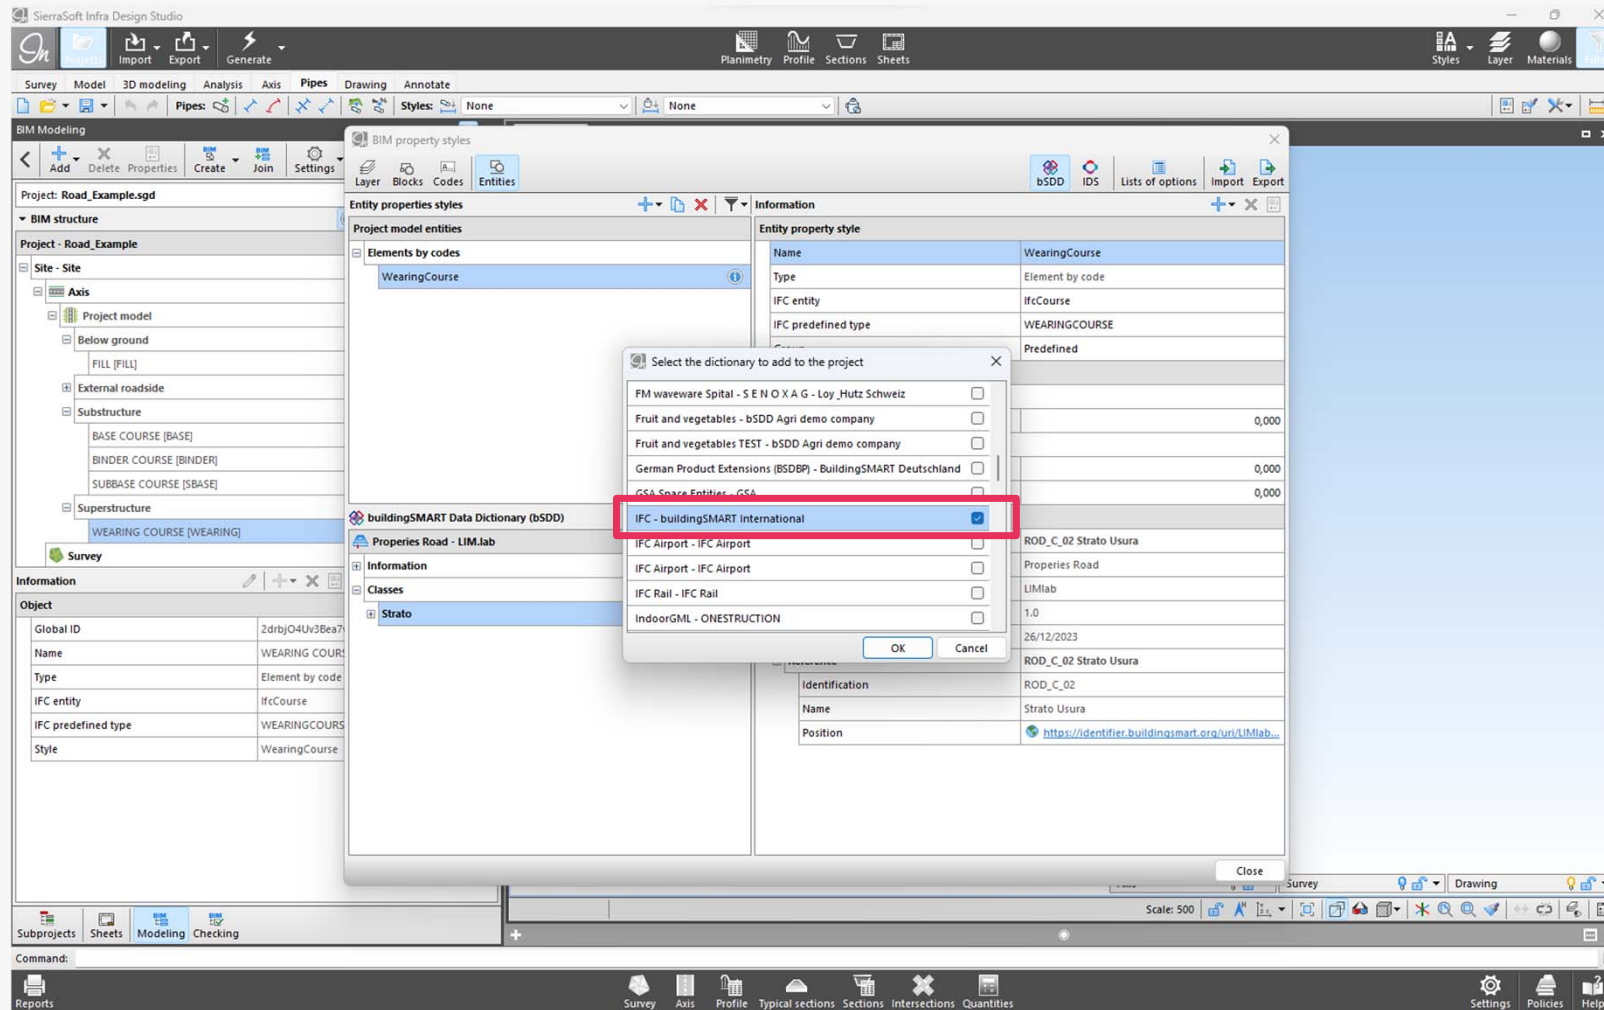 SierraSoft Infra Design Studio
Import Export Generate
Planimetry Profile Sections Sheets
Styles Layer Materials
Survey Model 3D modeling Analysis Axis Pipes Drawing Annotate
Pipes: Styles: None None
BIM Modeling
Add Delete Properties Create Join Settings
Project: Road_Example.sgd
BIM structure
Project - Road_Example
Site - Site
Axis
Project model
Below ground
FILL [FILL]
External roadside
Substructure
BASE COURSE [BASE]
BINDER COURSE [BINDER]
SUBBASE COURSE [SBASE]
Superstructure
WEARING COURSE [WEARING]
Survey
Information
Object
Global ID 2drbjO4Uv3Bea7
Name WEARING COURS
Type Element by code
IFC entity IfcCourse
IFC predefined type WEARINGCOURS
Style WearingCourse
BIM property styles
Layer Blocks Codes Entities
bSDD IDS Lists of options Import Export
Entity properties styles
Project model entities
Elements by codes
WearingCourse
buildingSMART Data Dictionary (bSDD)
Properies Road - LIM.lab
Information
Classes
Strato
Information
Entity property style
Name WearingCourse
Type Element by code
IFC entity IfcCourse
IFC predefined type WEARINGCOURSE
Group Predefined
0,000
0,000
0,000
ROD_C_02 Strato Usura
Properies Road
LIMlab
1.0
26/12/2023
Reference ROD_C_02 Strato Usura
Identification ROD_C_02
Name Strato Usura
Position https://identifier.buildingsmart.org/uri/LIMlab...
Close
Select the dictionary to add to the project
FM waveware Spital - S E N O X A G - Loy_Hutz Schweiz
Fruit and vegetables - bSDD Agri demo company
Fruit and vegetables TEST - bSDD Agri demo company
German Product Extensions (BSDBP) - BuildingSMART Deutschland
GSA Space Entities - GSA
IFC - buildingSMART International
IFC Airport - IFC Airport
IFC Airport - IFC Airport
IFC Rail - IFC Rail
IndoorGML - ONESTRUCTION
OK Cancel
Survey Drawing
Scale: 500
Subprojects Sheets Modeling Checking
Command:
Reports
Survey Axis Profile Typical sections Sections Intersections Quantities
Settings Policies Help